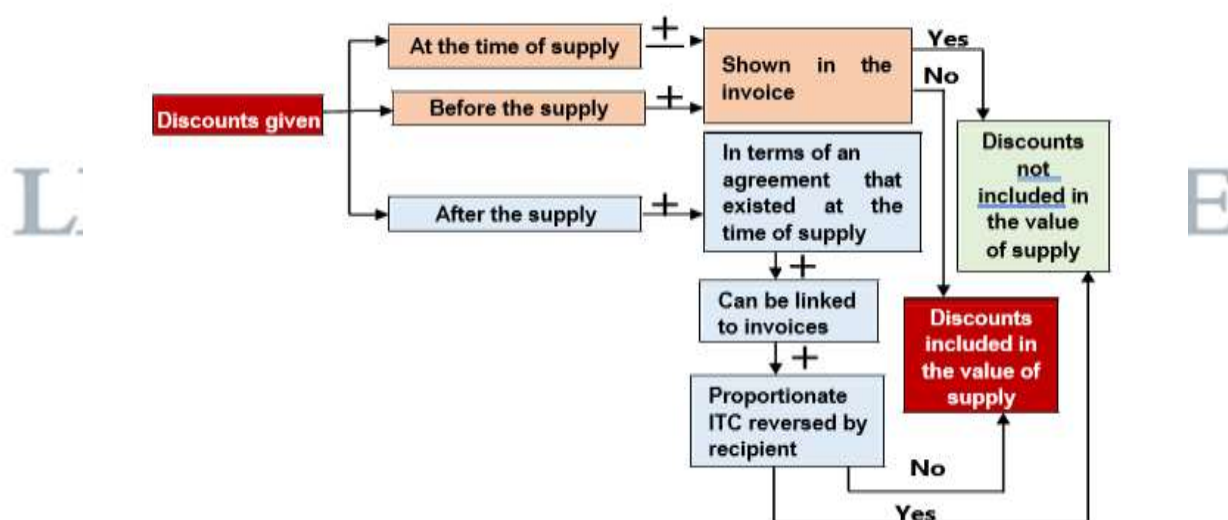 At the time of supply
+
Shown in the
invoice
Yes
No
Discounts given
Before the supply
+
After the supply
+
In terms of an
agreement that
existed at the
time of supply
Discounts
not
included in
the value
of supply
+
Can be linked
to invoices
+
Discounts
included in
the value of
supply
Proportionate
ITC reversed by
recipient
No
Yes
L
E